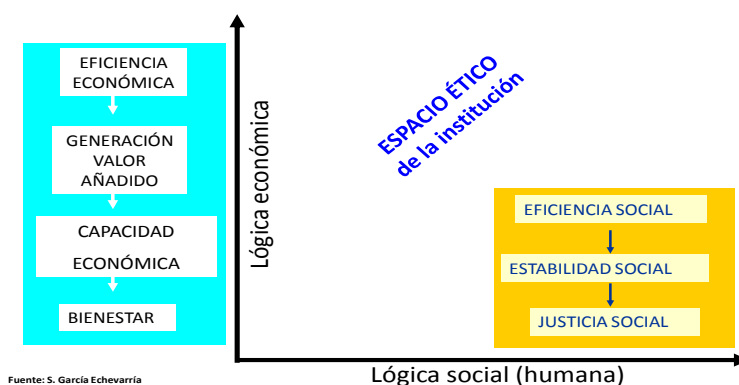 EFICIENCIA
ECONÓMICA
GENERACIÓN
VALOR
AÑADIDO
CAPACIDAD
ECONÓMICA
BIENESTAR
Lógica económica
ESPACIO ÉTICO
de la institución
EFICIENCIA SOCIAL
ESTABILIDAD SOCIAL
JUSTICIA SOCIAL
Lógica social (humana)
Fuente: S. García Echevarría